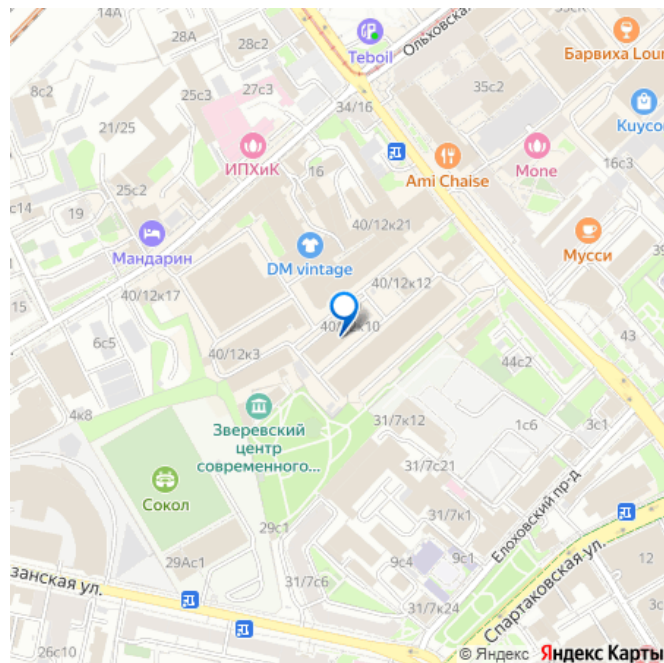 14А
28А
28с2
Teboil
Ольховская
Барвиха Loun
8с2
25с3
27с3
35с2
34/16
21/25
ИПХиК
Ami Chaise
Mone
Kuycon
16с3
16
25с2
с14
19
Мандарин
40/12к21
DM vintage
Мусси
40/12к17
40/12к12
15
6с5
40/12к10
43
40/12к3
44с2
4к8
Зверевский
центр
современного...
31/7к12
1с6
3с1
31/7с21
Сокол
Елоховский пр-д
31/7к1
29с1
29Ас1
9с4
9с1
12
занская ул.
31/7с6
31/7к24
Спартаковская ул.
38
26с10
© Яндекс Яндекс Карты